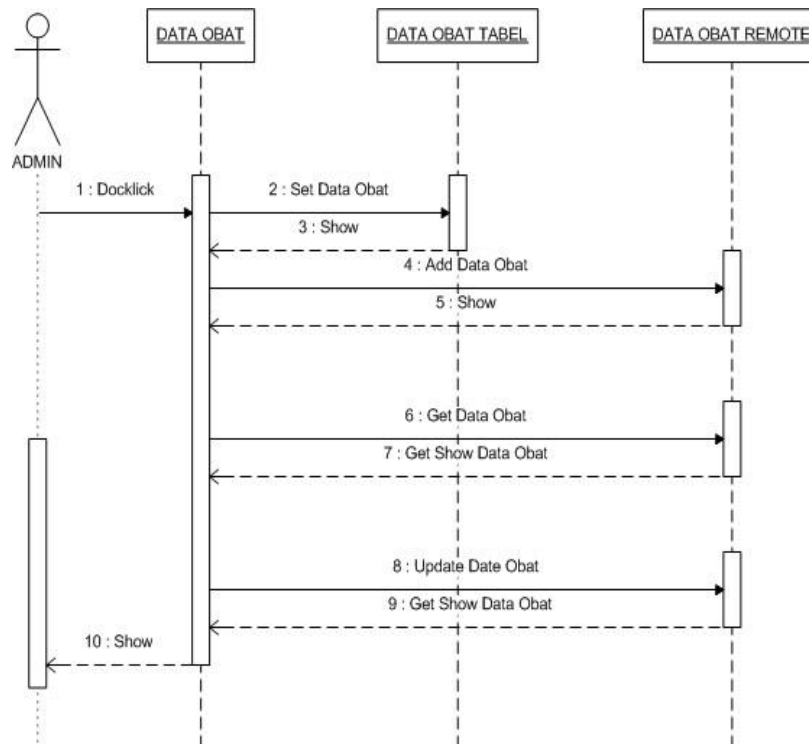 DATA OBAT
DATA OBAT TABEL
DATA OBAT REMOTE
ADMIN
1 : Docklick
2 : Set Data Obat
3 : Show
4 : Add Data Obat
5 : Show
6 : Get Data Obat
7 : Get Show Data Obat
8 : Update Date Obat
9 : Get Show Data Obat
10 : Show